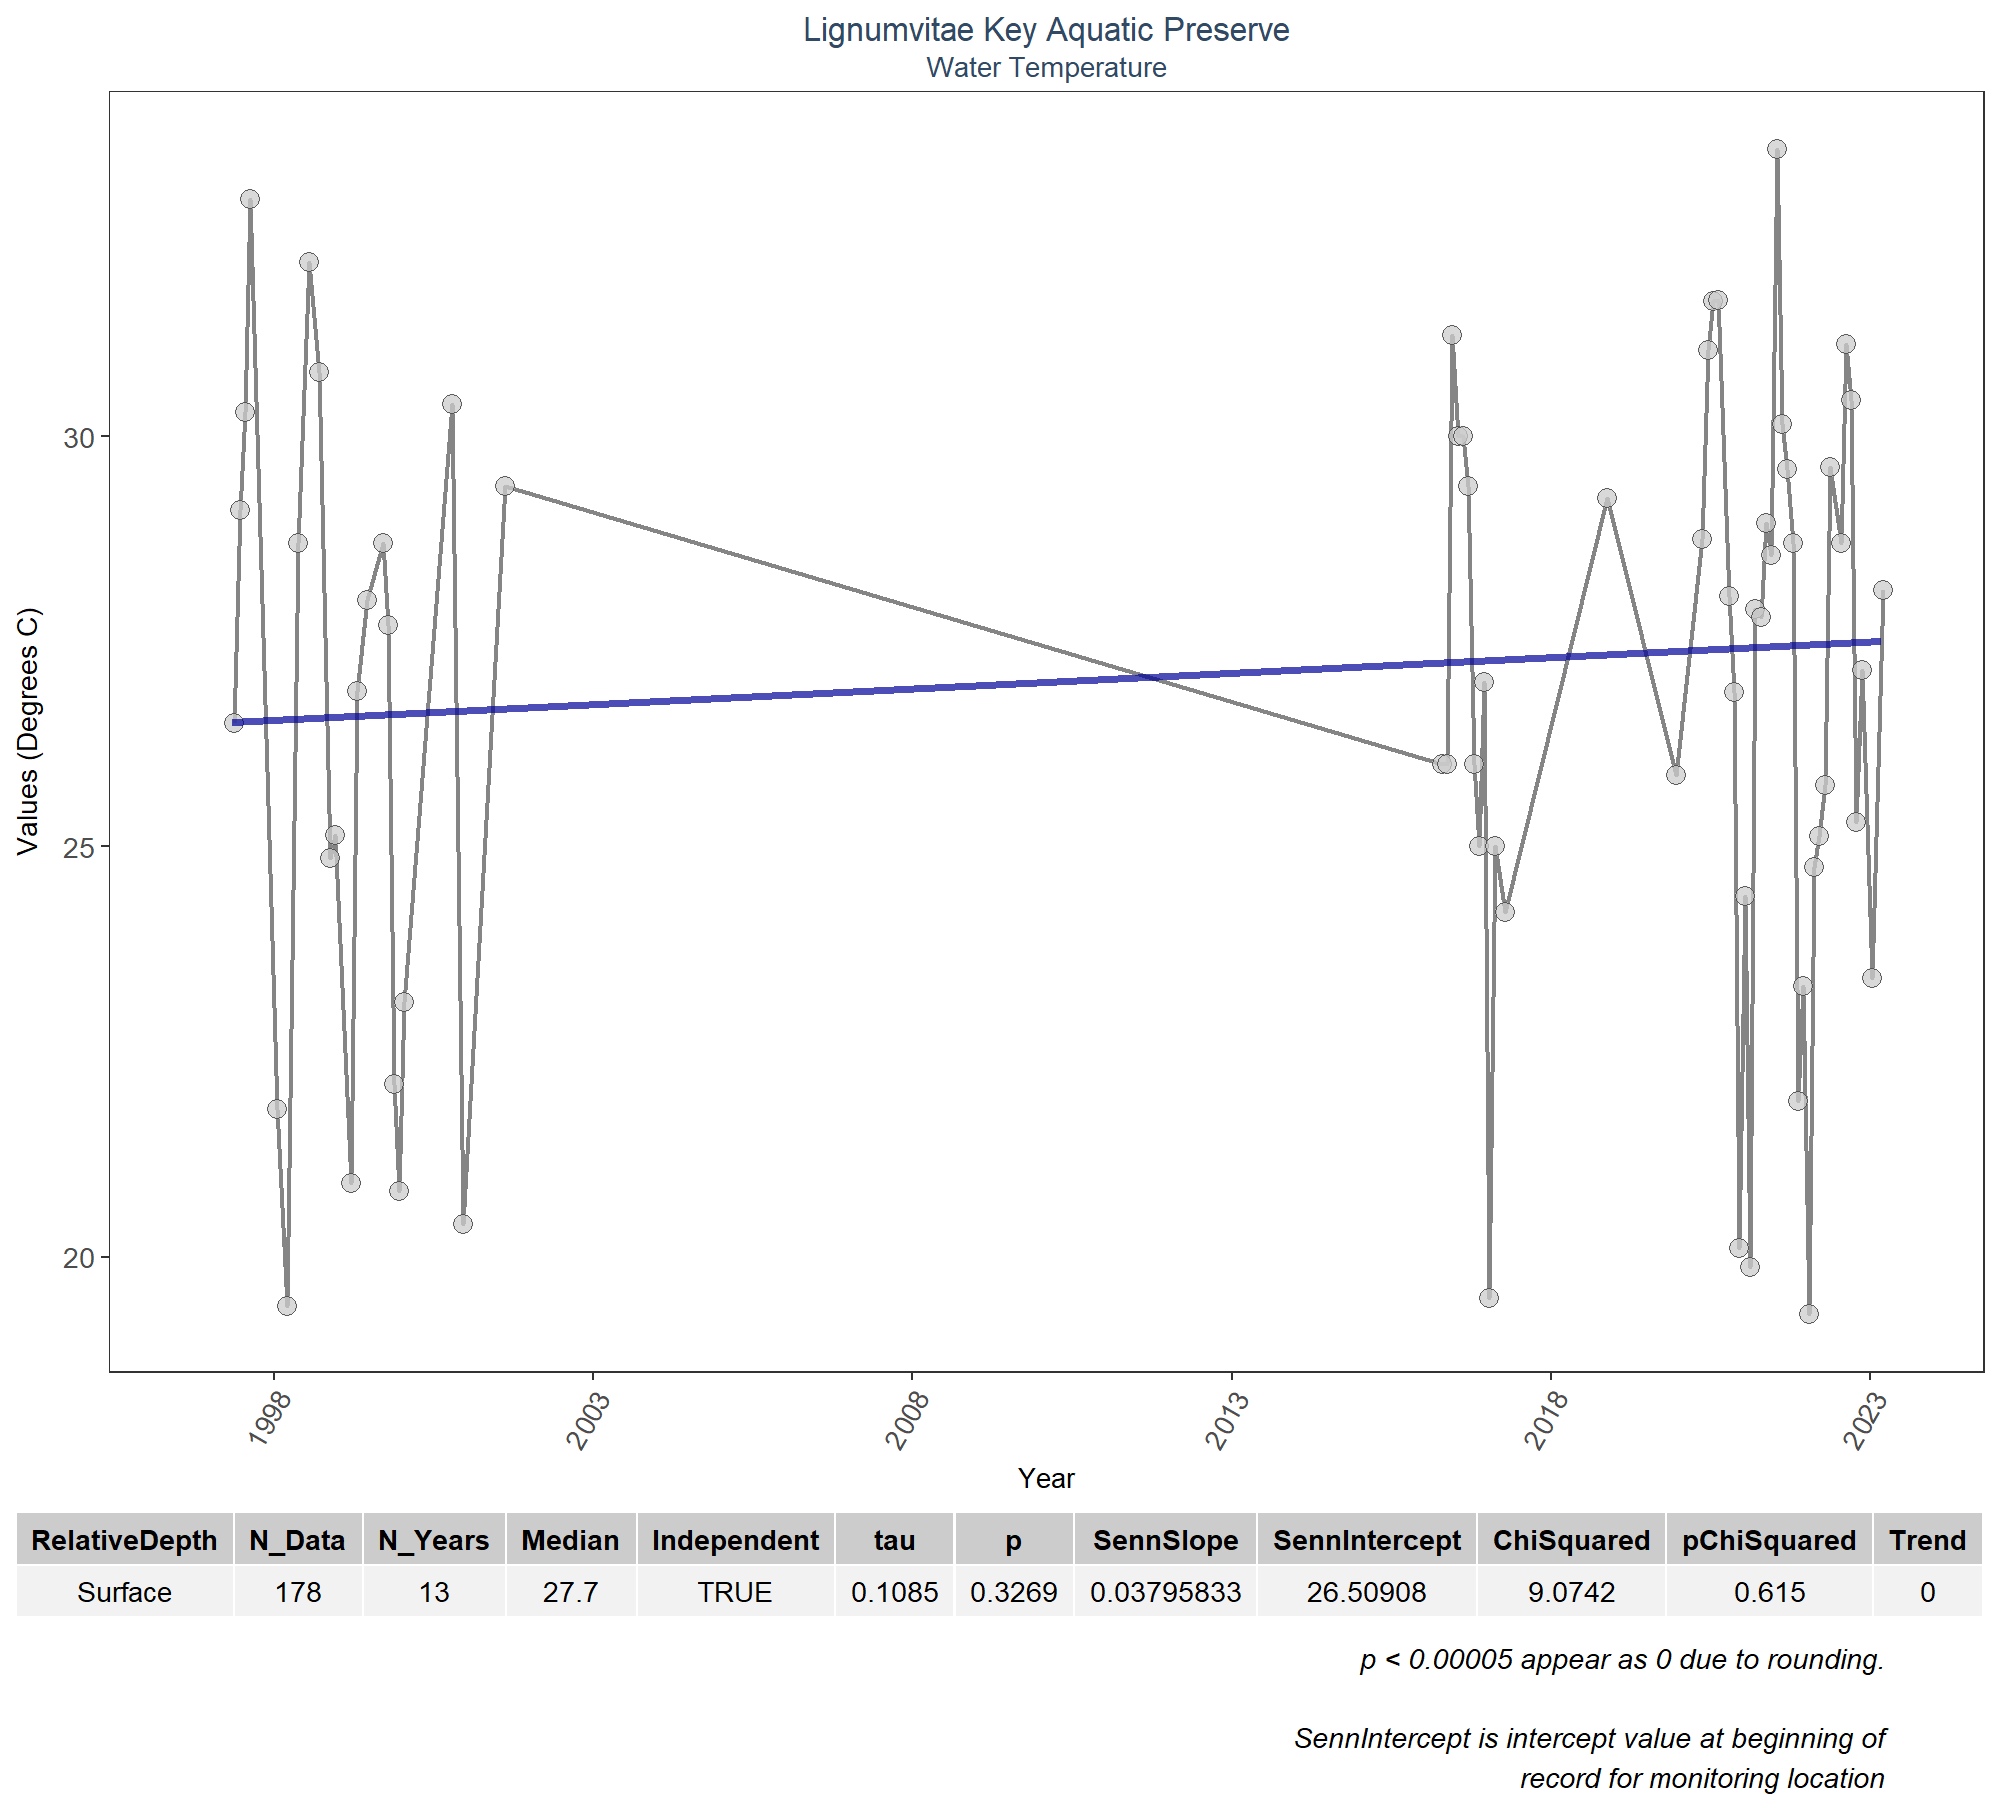 Lignumvitae Key Aquatic Preserve
Water Temperature
Values (Degrees C)
30
25
20
1998
2003
2008
2013
2018
2023
Year
RelativeDepth N_Data N_Years Median Independent tau p SennSlope SennIntercept ChiSquared pChiSquared Trend
Surface 178 13 27.7 TRUE 0.1085 0.3269 0.03795833 26.50908 9.0742 0.615 0
p < 0.00005 appear as 0 due to rounding.
SennIntercept is intercept value at beginning of
record for monitoring location